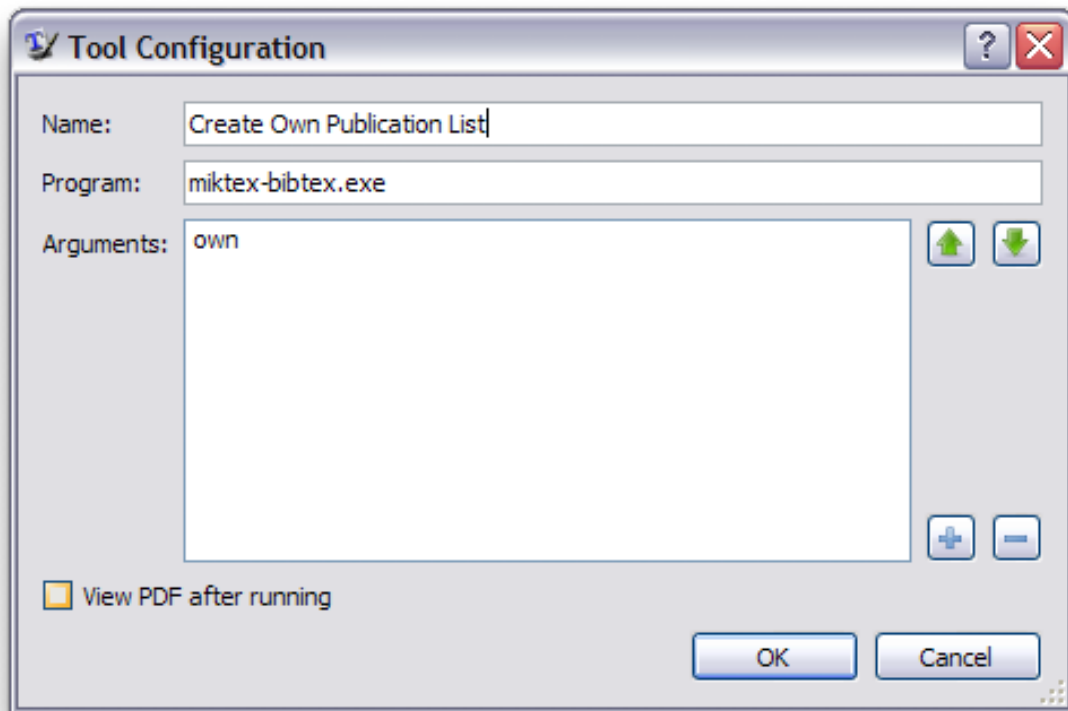 Tool Configuration
?
Name: Create Own Publication List
Program: miktex-bibtex.exe
Arguments: own
View PDF after running
OK Cancel